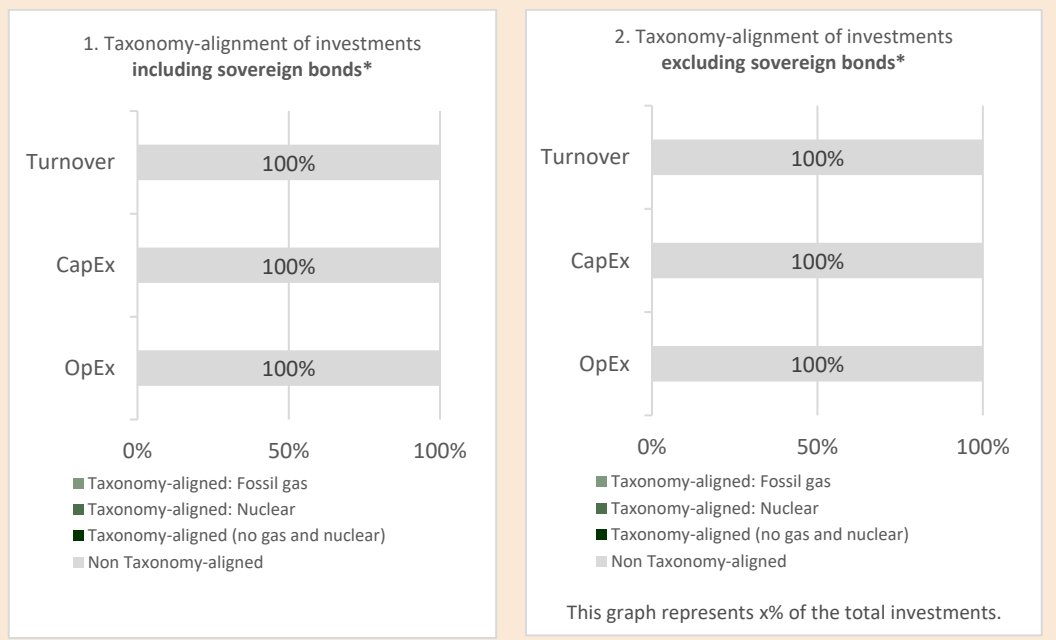 1. Taxonomy-alignment of investments
including sovereign bonds*
Turnover
100%
CapEx
100%
OpEx
100%
0% 50% 100%
Taxonomy-aligned: Fossil gas
Taxonomy-aligned: Nuclear
Taxonomy-aligned (no gas and nuclear)
Non Taxonomy-aligned
2. Taxonomy-alignment of investments
excluding sovereign bonds*
Turnover
100%
CapEx
100%
OpEx
100%
0% 50% 100%
Taxonomy-aligned: Fossil gas
Taxonomy-aligned: Nuclear
Taxonomy-aligned (no gas and nuclear)
Non Taxonomy-aligned
This graph represents x% of the total investments.